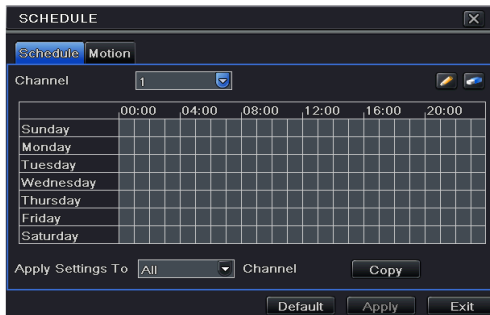 SCHEDULE
Schedule Motion
Channel 1
00:00 04:00 08:00 12:00 16:00 20:00
Sunday
Monday
Tuesday
Wednesday
Thursday
Friday
Saturday
Apply Settings To All Channel Copy
Default Apply Exit